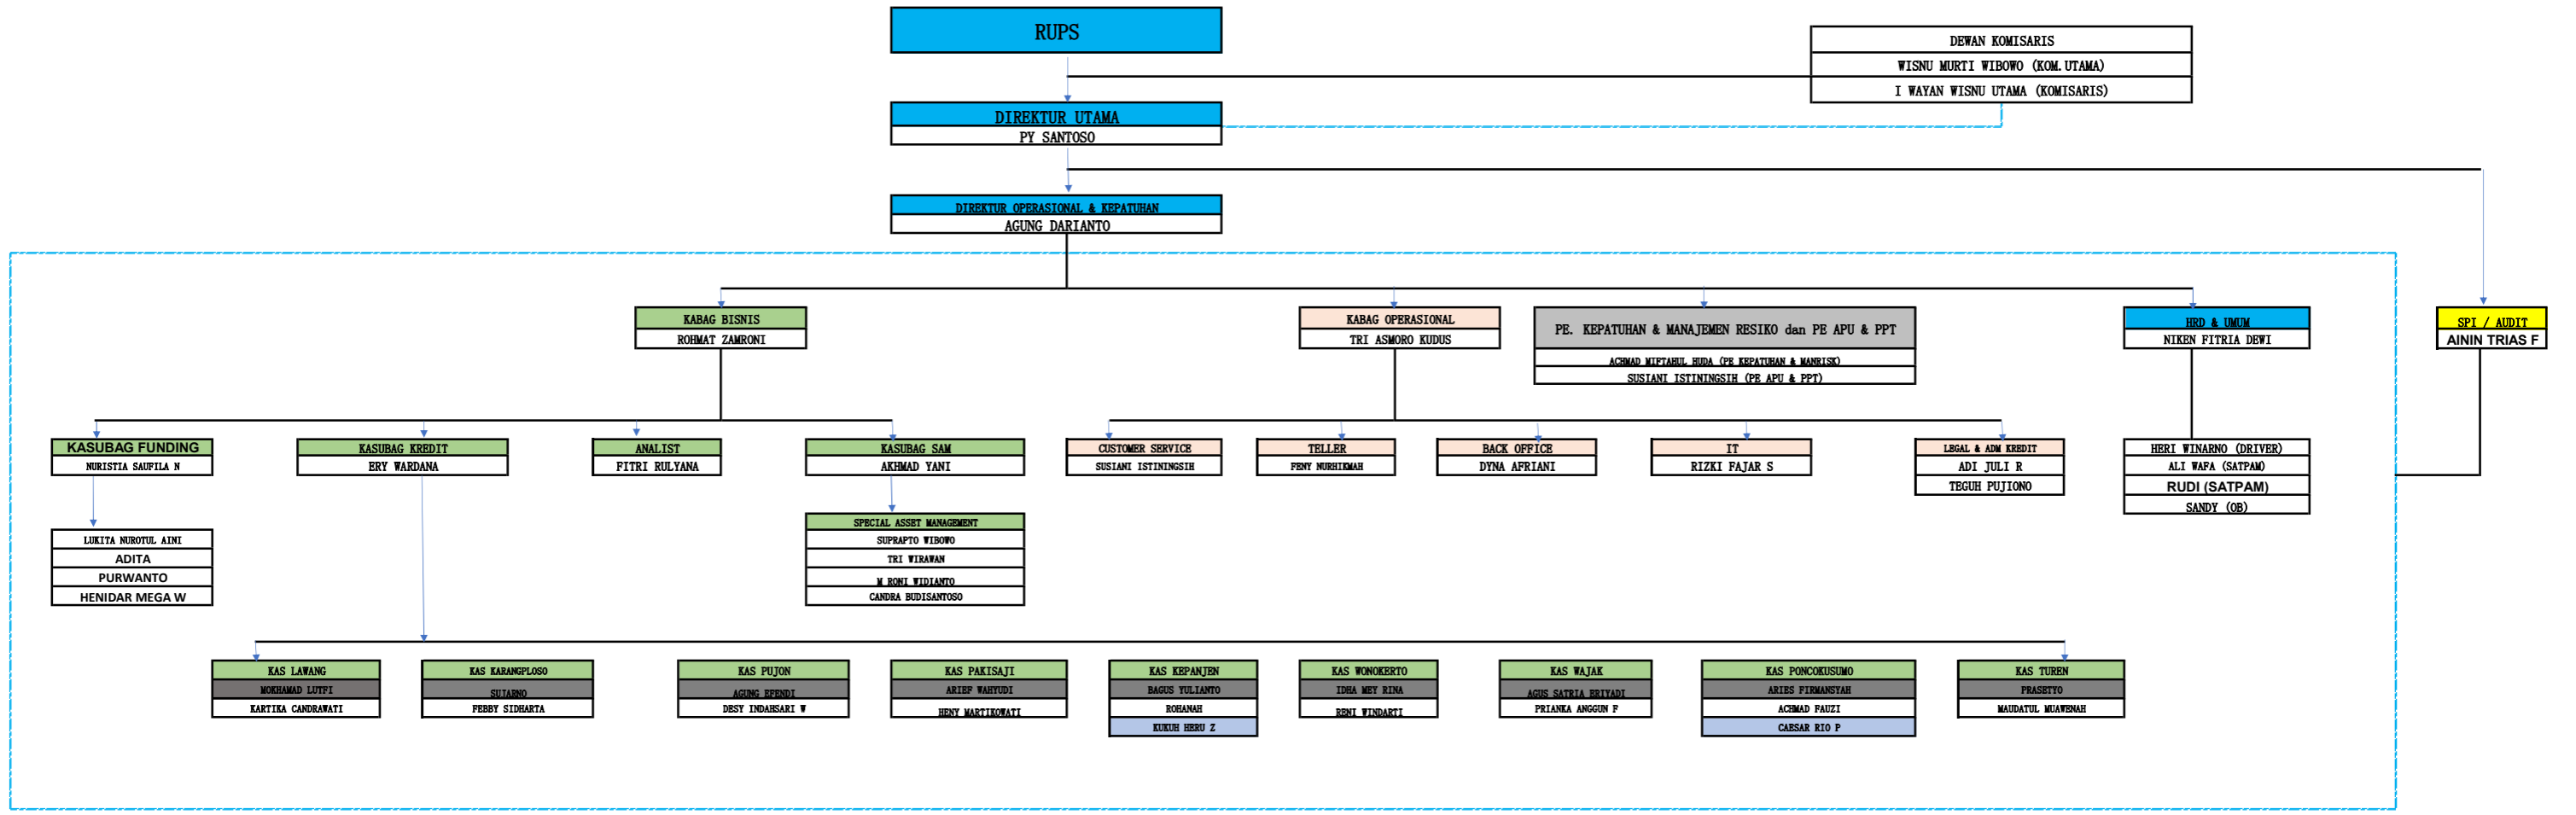 RUPS
DEWAN KOMISARIS
WISNU MURTI WIBOWO (KOM.UTAMA)
I WAYAN WISNU UTAMA (KOMISARIS)
DIREKTUR UTAMA
PY SANTOSO
DIREKTUR OPERASIONAL & KEPATUHAN
AGUNG DARIANTO
KABAG BISNIS
ROHMAT ZAMRONI
KABAG OPERASIONAL
TRI ASMORO KUDUS
PE. KEPATUHAN & MANAJEMEN RESIKO dan PE APU & PPT
ACHMAD MIFTAHUL HUDA (PE KEPATUHAN & MANRISK)
SUSIANI ISTININGSIH (PE APU & PPT)
HRD & UMUM
NIKEN FITRIA DEWI
SPI / AUDIT
AININ TRIAS F
KASUBAG FUNDING
NURISTIA SAUFILA N
KASUBAG KREDIT
ERY WARDANA
ANALIST
FITRI RULYANA
KASUBAG SAM
AKHMAD YANI
CUSTOMER SERVICE
SUSIANI ISTININGSIH
TELLER
FENY NURHIKMAH
BACK OFFICE
DYNA AFRIANI
IT
RIZKI FAJAR S
LEGAL & ADM KREDIT
ADI JULI R
TEGUH PUJIONO
HERI WINARNO (DRIVER)
ALI WAFA (SATPAM)
RUDI (SATPAM)
SANDY (OB)
LUKITA NUROTUL AINI
ADITA
PURWANTO
HENIDAR MEGA W
SPECIAL ASSET MANAGEMENT
SUPRAPTO WIBOWO
TRI WIRAWAN
M RONI WIDIANTO
CANDRA BUDISANTOSO
KAS LAWANG
MOKHAMAD LUTFI
KARTIKA CANDRAWATI
KAS KARANGPLOSO
SUJARNO
FEBBY SIDHARTA
KAS PUJON
AGUNG EFENDI
DESY INDAHSARI W
KAS PAKISAJI
ARIEF WAHYUDI
HENY MARTIKOWATI
KAS KEPANJEN
BAGUS YULIANTO
ROHANAH
KUKUH HERU Z
KAS WONOKERTO
IDHA MEY RINA
RENI WINDARTI
KAS WAJAK
AGUS SATRIA ERIYADI
PRIANKA ANGGUN F
KAS PONCOKUSUMO
ARIES FIRMANSYAH
ACHMAD FAUZI
CAESAR RIO P
KAS TUREN
PRASETYO
MAUDATUL MUAWENAH